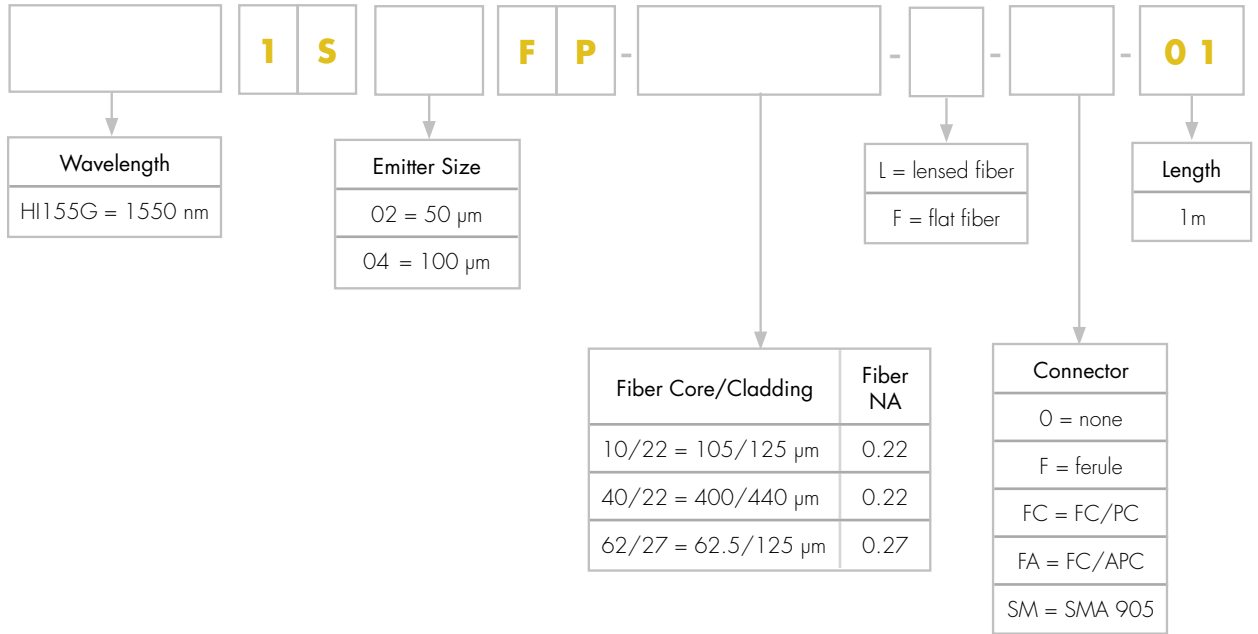 1 S F P - - - - 0 1
Wavelength
HI155G = 1550 nm
Emitter Size
02 = 50 µm
04 = 100 µm
L = lensed fiber
F = flat fiber
Length
1m
Fiber Core/Cladding Fiber NA
10/22 = 105/125 µm 0.22
40/22 = 400/440 µm 0.22
62/27 = 62.5/125 µm 0.27
Connector
0 = none
F = ferule
FC = FC/PC
FA = FC/APC
SM = SMA 905